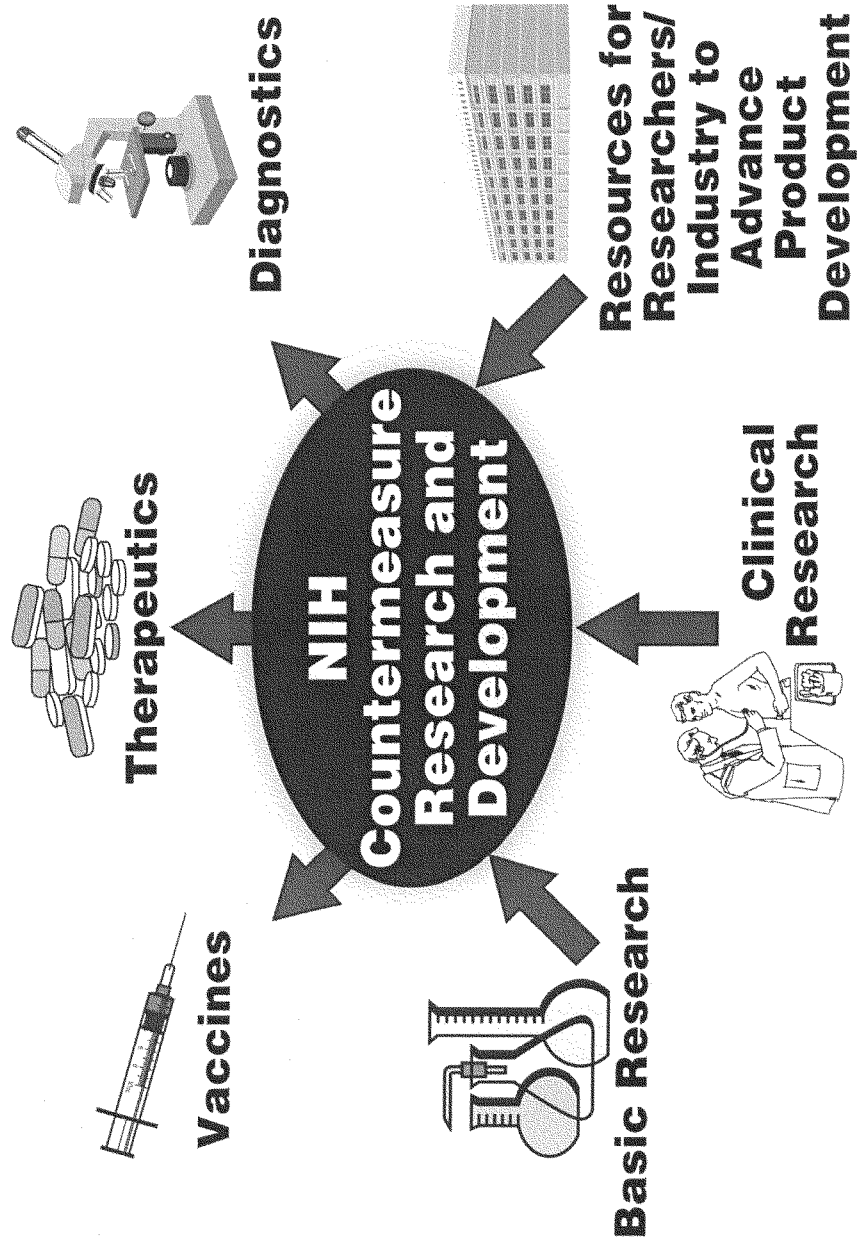 Vaccines
Therapeutics
Diagnostics
NIH
Countermeasure
Research and
Development
Basic Research
Clinical
Research
Resources for
Researchers/
Industry to
Advance
Product
Development